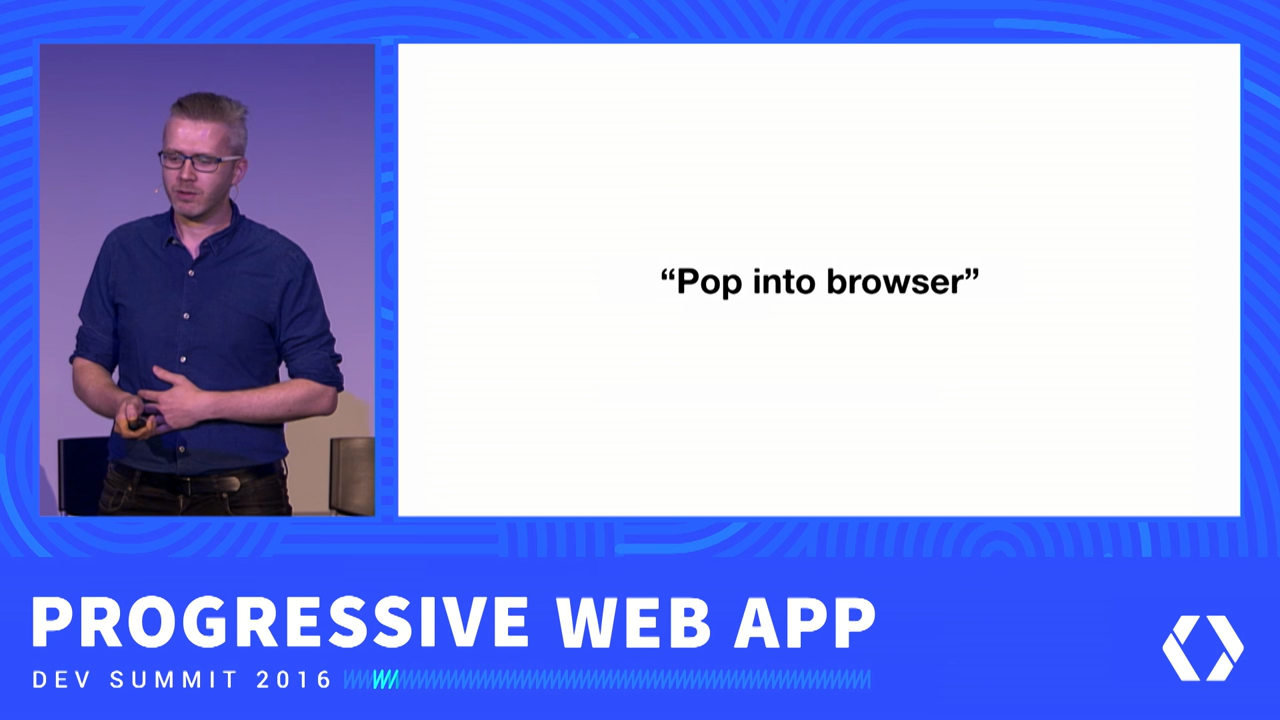 “Pop into browser”
PROGRESSIVE WEB APP
DEV SUMMIT 2016